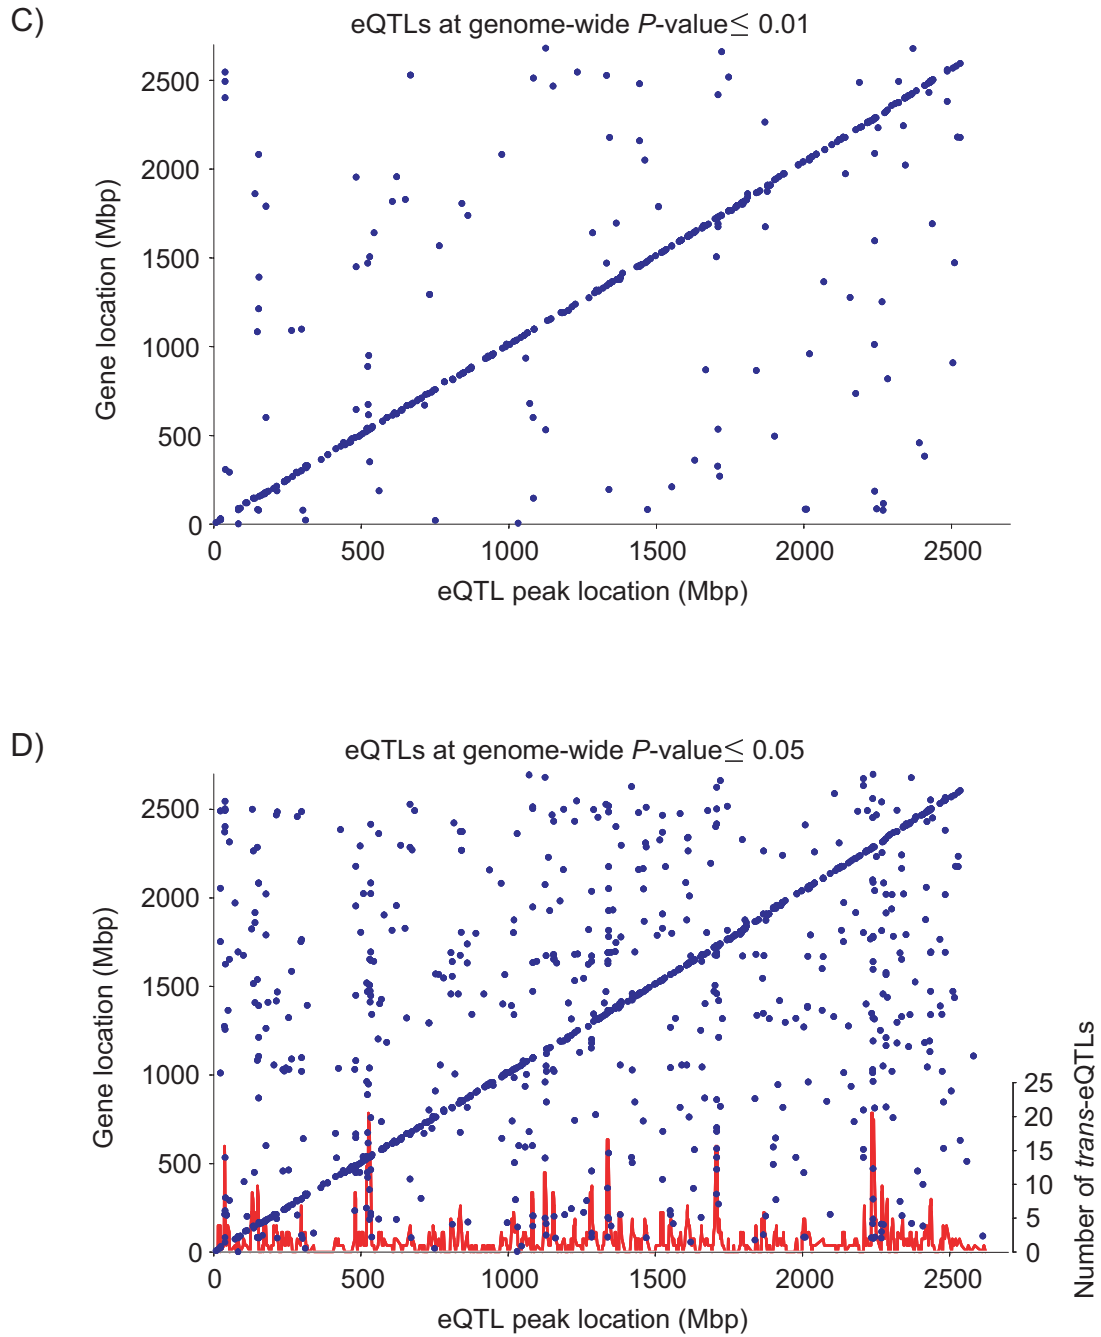 C)
eQTLs at genome-wide P-value≤ 0.01
Gene location (Mbp)
2500
2000
1500
1000
500
0
0 500 1000 1500 2000 2500
eQTL peak location (Mbp)
D)
eQTLs at genome-wide P-value≤ 0.05
Gene location (Mbp)
2500
2000
1500
1000
500
0
25
20
15
10
5
0
Number of trans-eQTLs
0 500 1000 1500 2000 2500
eQTL peak location (Mbp)